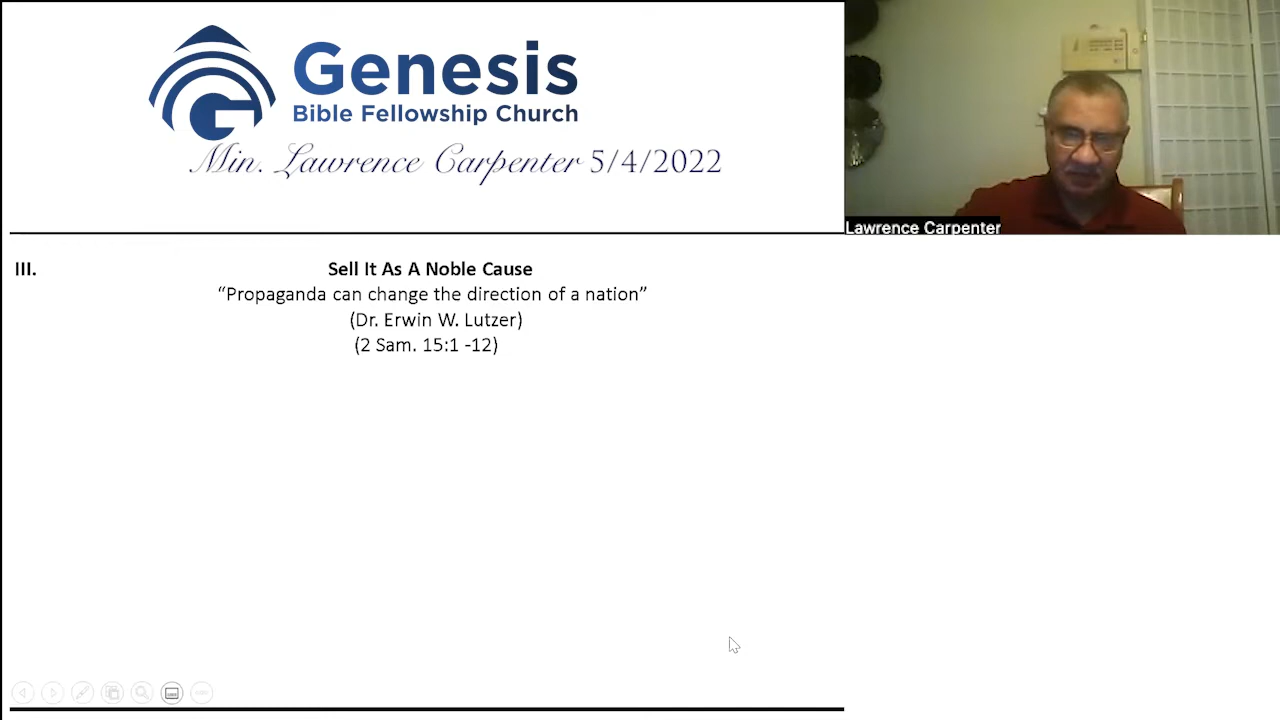 Genesis
Bible Fellowship Church
Min. Lawrence Carpenter 5/4/2022
Lawrence Carpenter
III. Sell It As A Noble Cause
“Propaganda can change the direction of a nation”
(Dr. Erwin W. Lutzer)
(2 Sam. 15:1 -12)